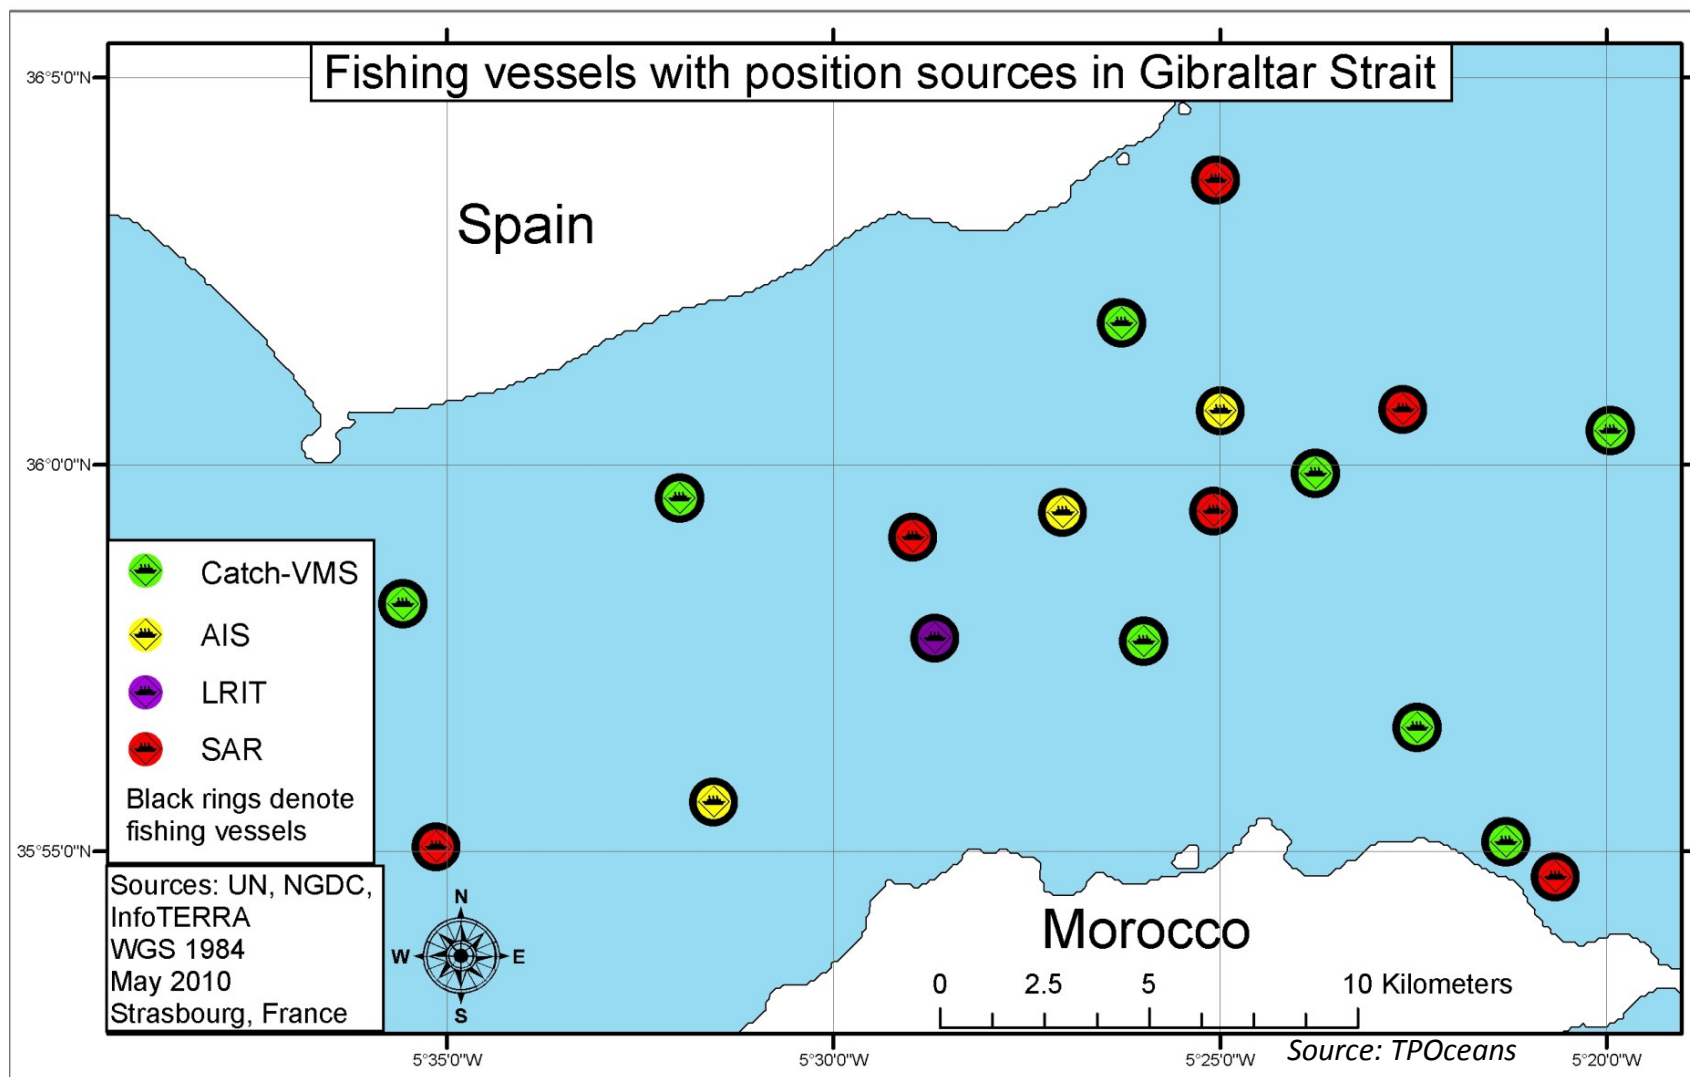 Fishing vessels with position sources in Gibraltar Strait
36°5'0"N
Spain
36°0'0"N
Catch-VMS
AIS
LRIT
SAR
Black rings denote
fishing vessels
35°55'0"N
Sources: UN, NGDC,
InfoTERRA
WGS 1984
May 2010
Strasbourg, France
N
W E
S
Morocco
0 2.5 5 10 Kilometers
Source: TPOceans
5°35'0"W 5°30'0"W 5°25'0"W 5°20'0"W